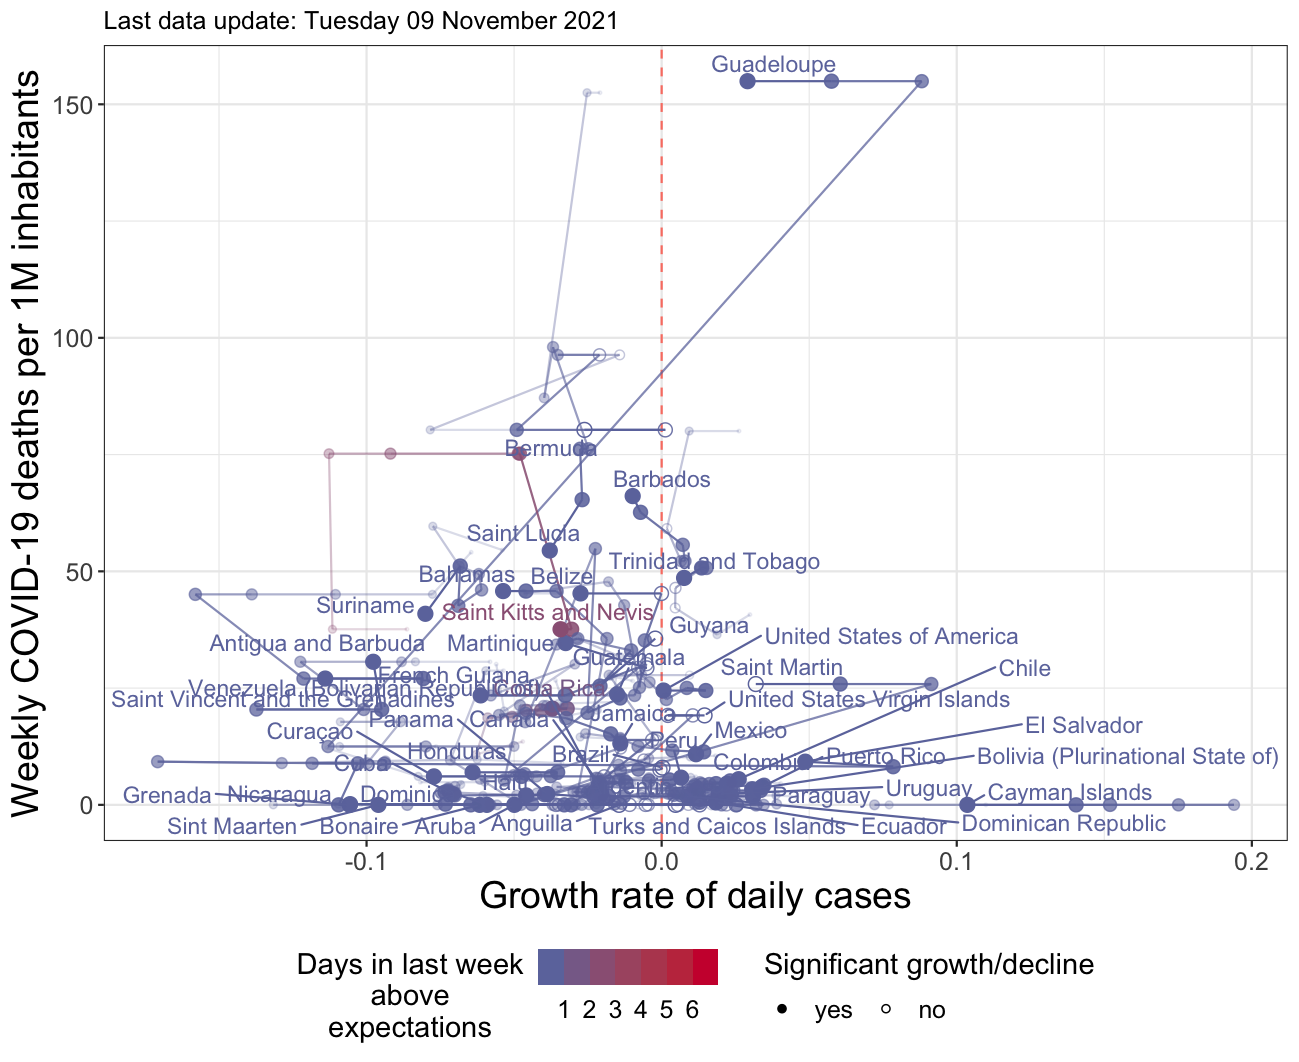 Last data update: Tuesday 09 November 2021
Weekly COVID-19 deaths per 1M inhabitants
150
100
50
0
Guadeloupe
Bermuda
Barbados
Saint Lucia
Trinidad and Tobago
Bahamas
Belize
Suriname
Saint Kitts and Nevis
Guyana
Antigua and Barbuda
Martinique
United States of America
Guatemala
Saint Martin
Chile
French Guiana
Venezuela (Bolivarian Republic
Costa Rica
Saint Vincent and the Grenadines
United States Virgin Islands
Panama
Canada
Jamaica
El Salvador
Curaçao
Mexico
Peru
Honduras
Brazil
Puerto Rico
Bolivia (Plurinational State of)
Cuba
Colombia
Haiti
Uruguay
Cayman Islands
Grenada
Nicaragua
Paraguay
Sint Maarten
Bonaire
Aruba
Anguilla
Turks and Caicos Islands
Ecuador
Dominican Republic
-0.1
0.0
0.1
0.2
Growth rate of daily cases
Days in last week
above
expectations
1 2 3 4 5 6
Significant growth/decline
yes
no